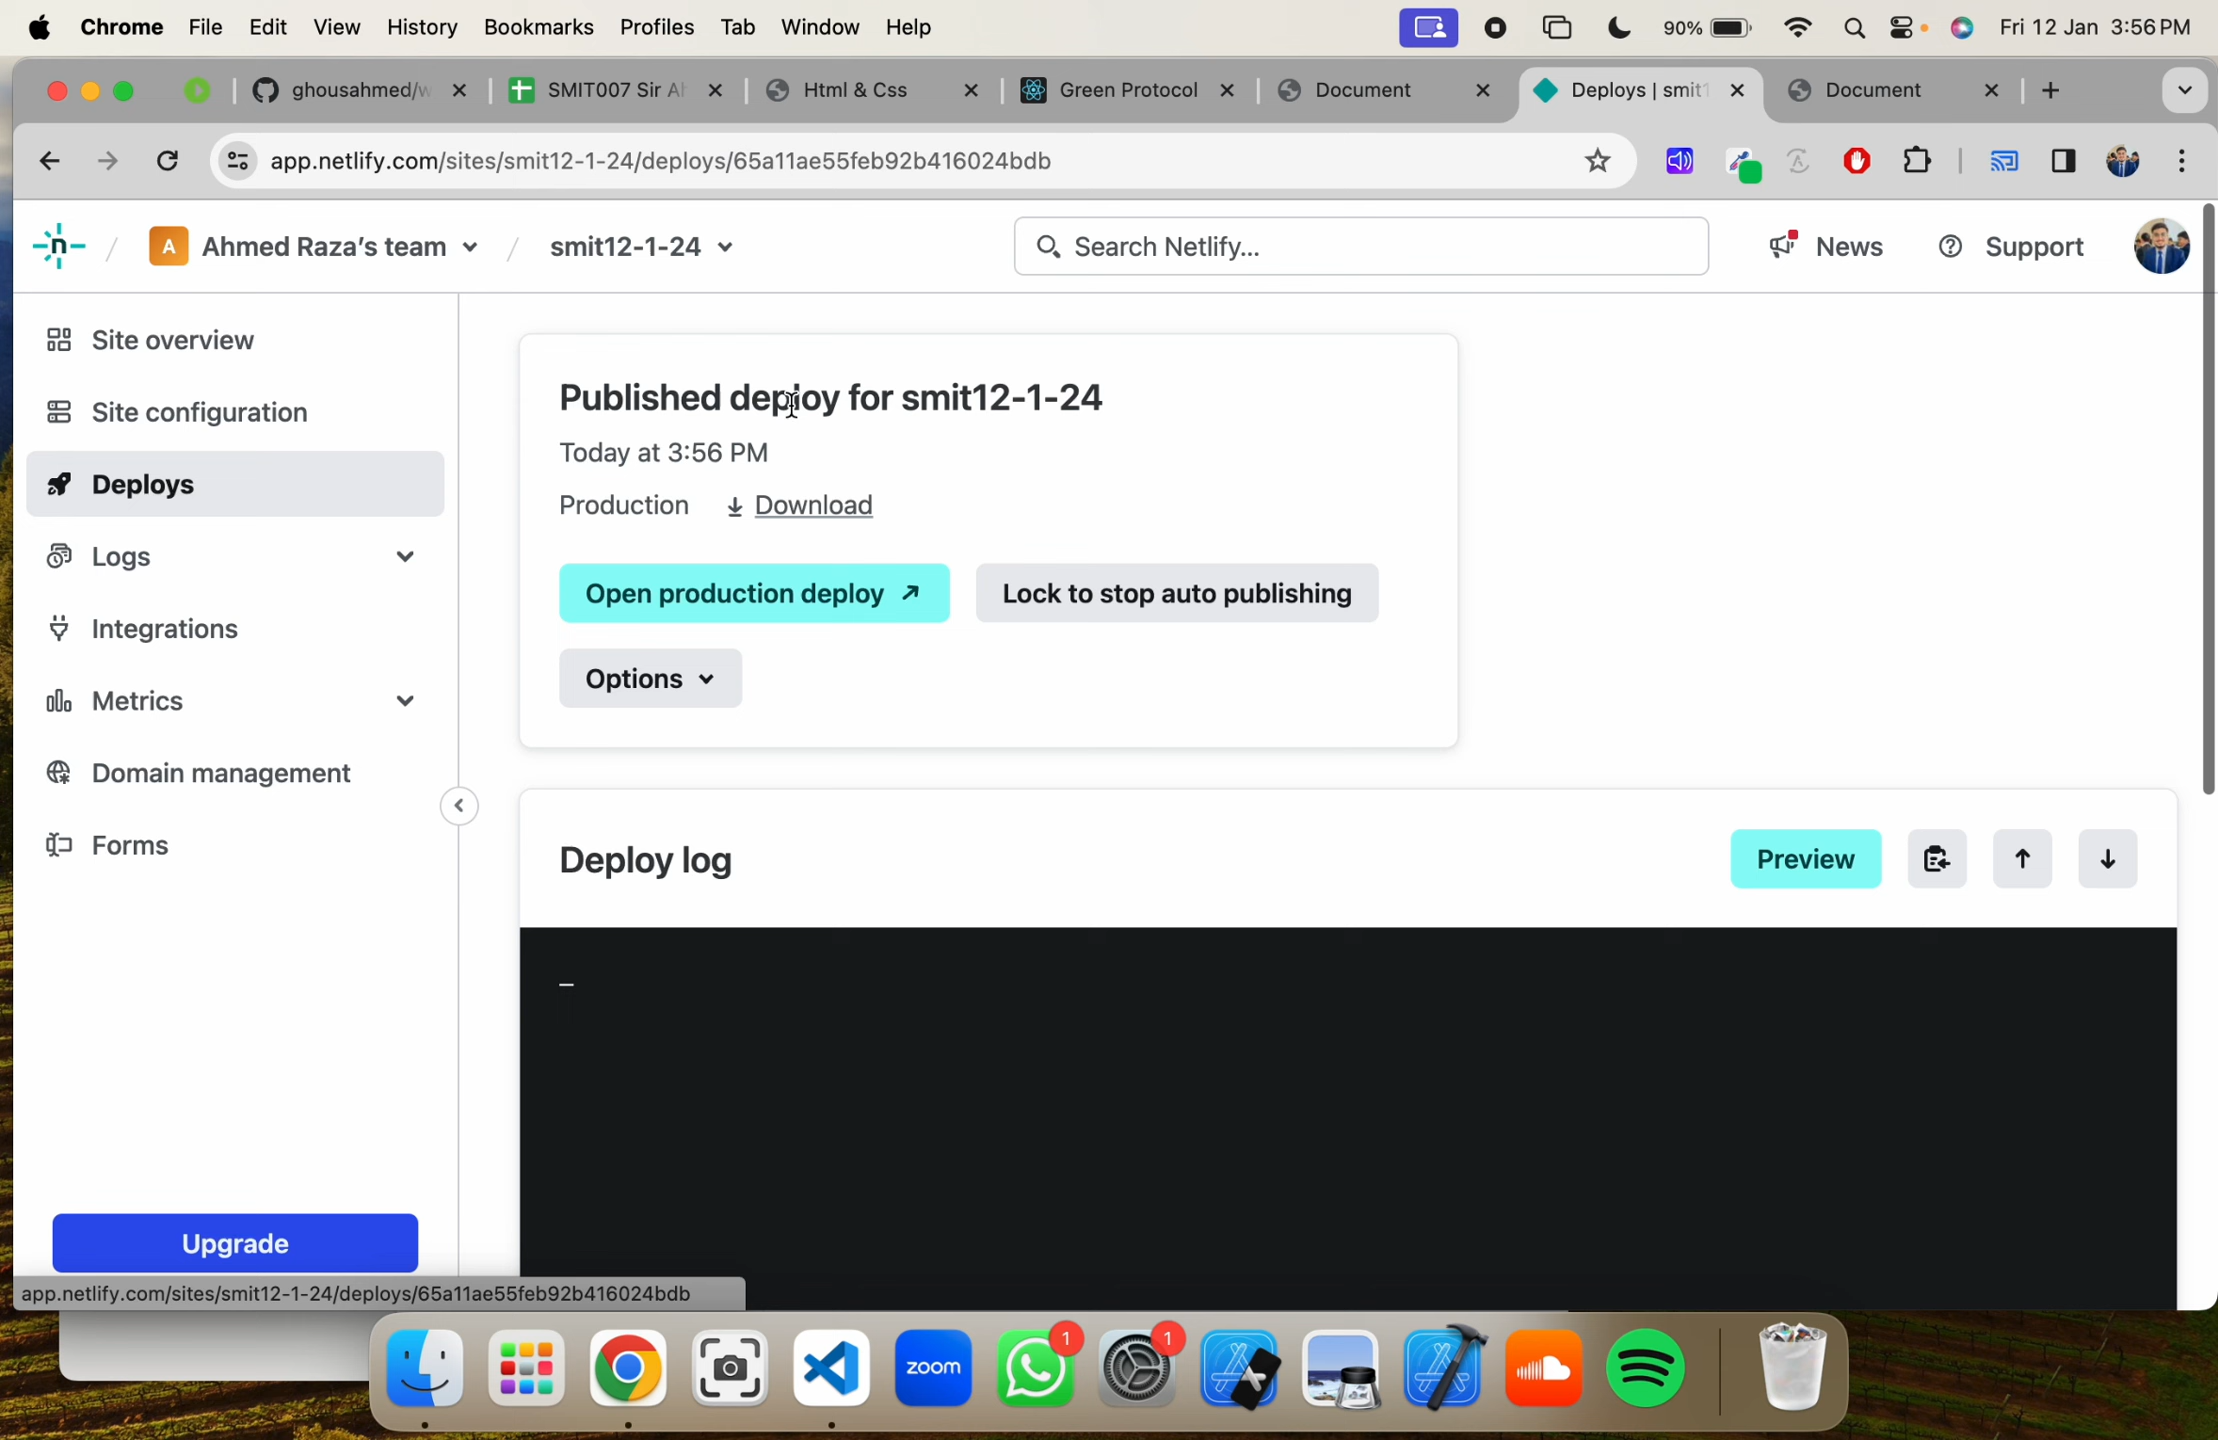 Chrome File Edit View History Bookmarks Profiles Tab Window Help 90% Fri 12 Jan 3:56 PM
ghousahmed/w SMIT007 Sir Ah Html & Css Green Protocol Document Deploys | smit1 Document
app.netlify.com/sites/smit12-1-24/deploys/65a11ae55feb92b416024bdb
n / A Ahmed Raza's team / smit12-1-24 Search Netlify... News Support
Site overview
Site configuration
Deploys
Logs
Integrations
Metrics
Domain management
Forms
Upgrade
Published deploy for smit12-1-24
Today at 3:56 PM
Production Download
Open production deploy Lock to stop auto publishing
Options
Deploy log Preview
app.netlify.com/sites/smit12-1-24/deploys/65a11ae55feb92b416024bdb
zoom 1 1